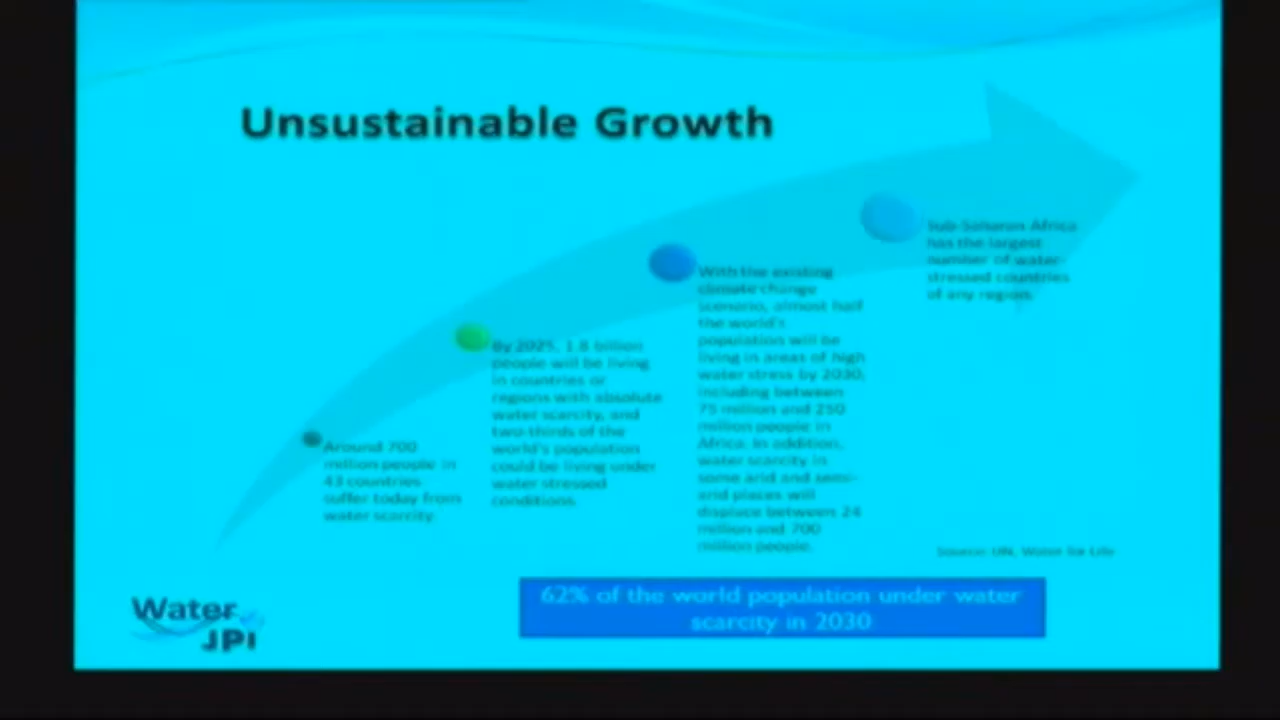 Unsustainable Growth
Around 700
million people in
43 countries
suffer today from
water scarcity.
By 2025, 1.8 billion
people will be living
in countries or
regions with absolute
water scarcity, and
two-thirds of the
world's population
could be living under
water stressed
conditions.
With the existing
climate change
scenario, almost half
the world's
population will be
living in areas of high
water stress by 2030,
including between
75 million and 250
million people in
Africa. In addition,
water scarcity in
some arid and semi-
arid places will
displace between 24
million and 700
million people.
Sub-Saharan Africa
has the largest
number of water-
stressed countries
of any region.
Source: UN, Water for Life
62% of the world population under water
scarcity in 2030
Water
JPI